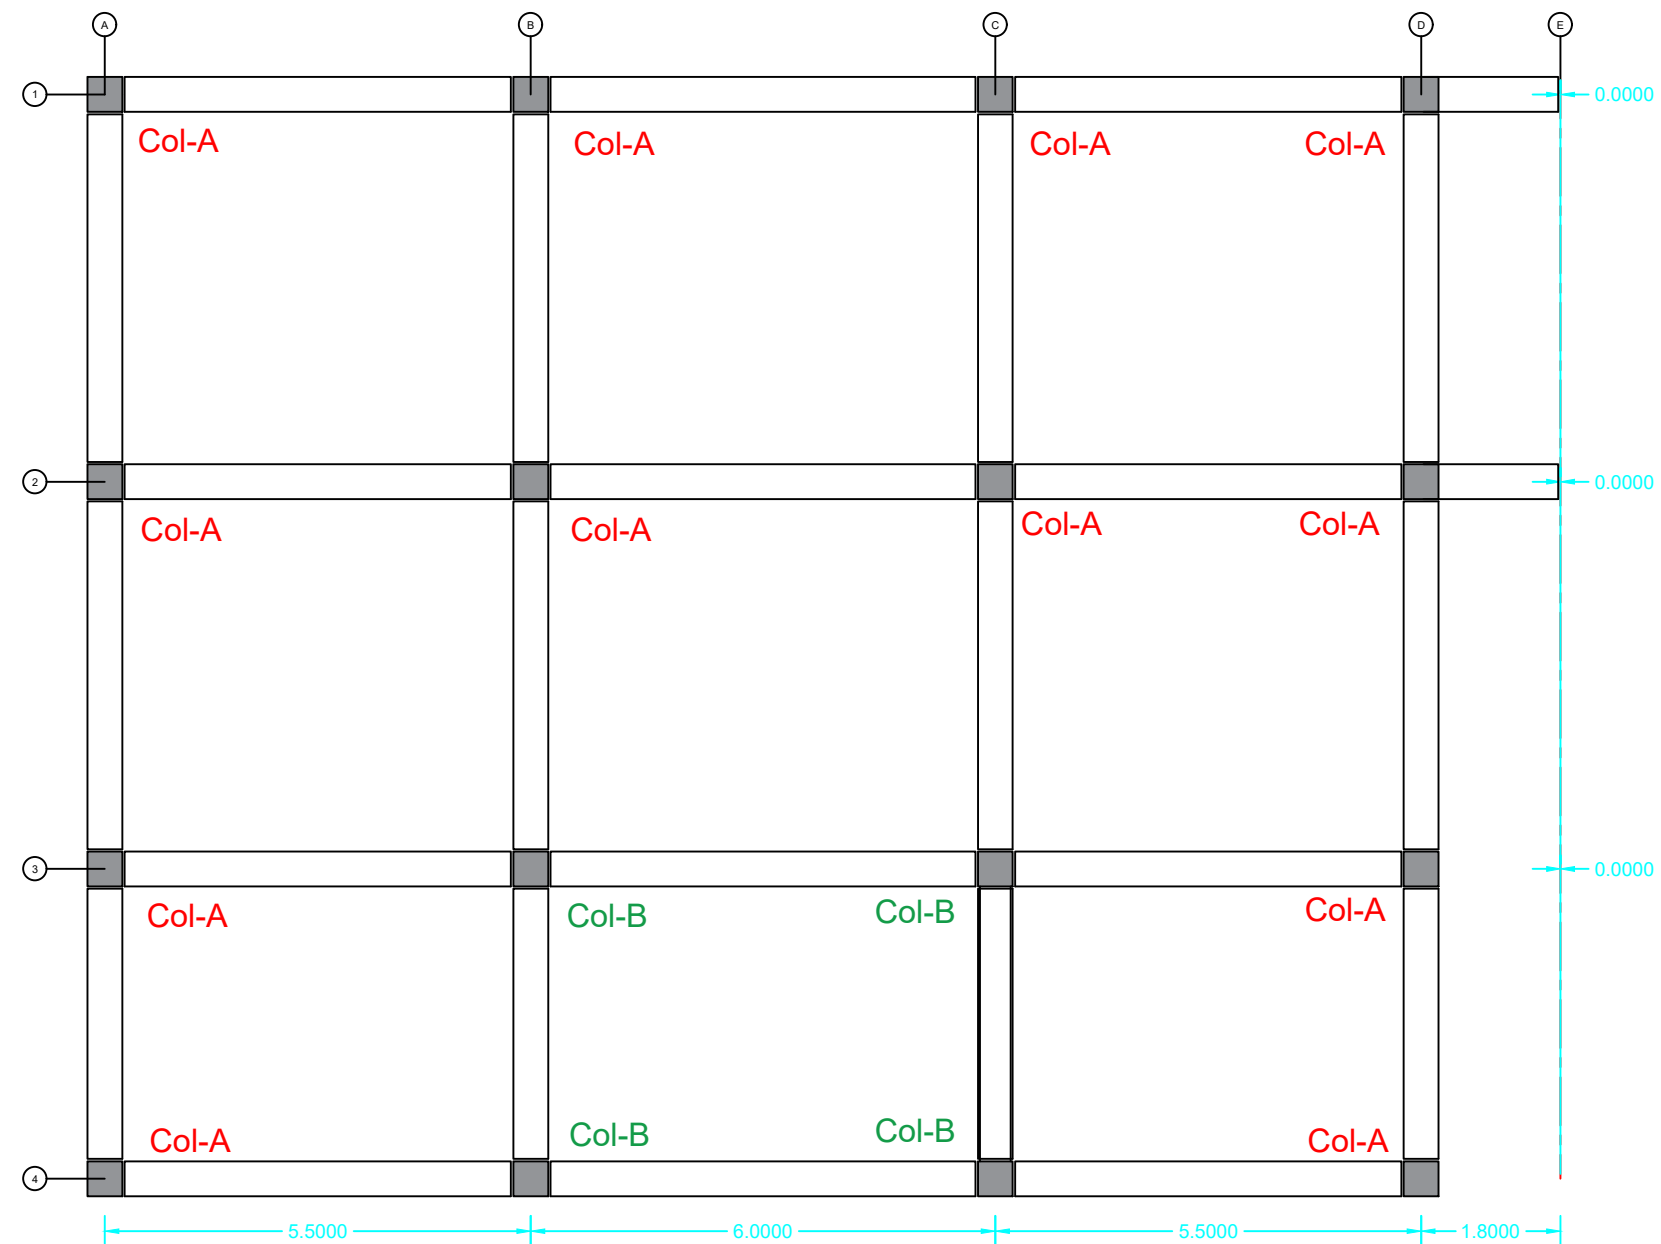 A B C D E
1 0.0000
Col-A Col-A Col-A Col-A
2 0.0000
Col-A Col-A Col-A Col-A
3 0.0000
Col-A Col-B Col-B Col-A
Col-A Col-B Col-B Col-A
4
5.5000 6.0000 5.5000 1.8000